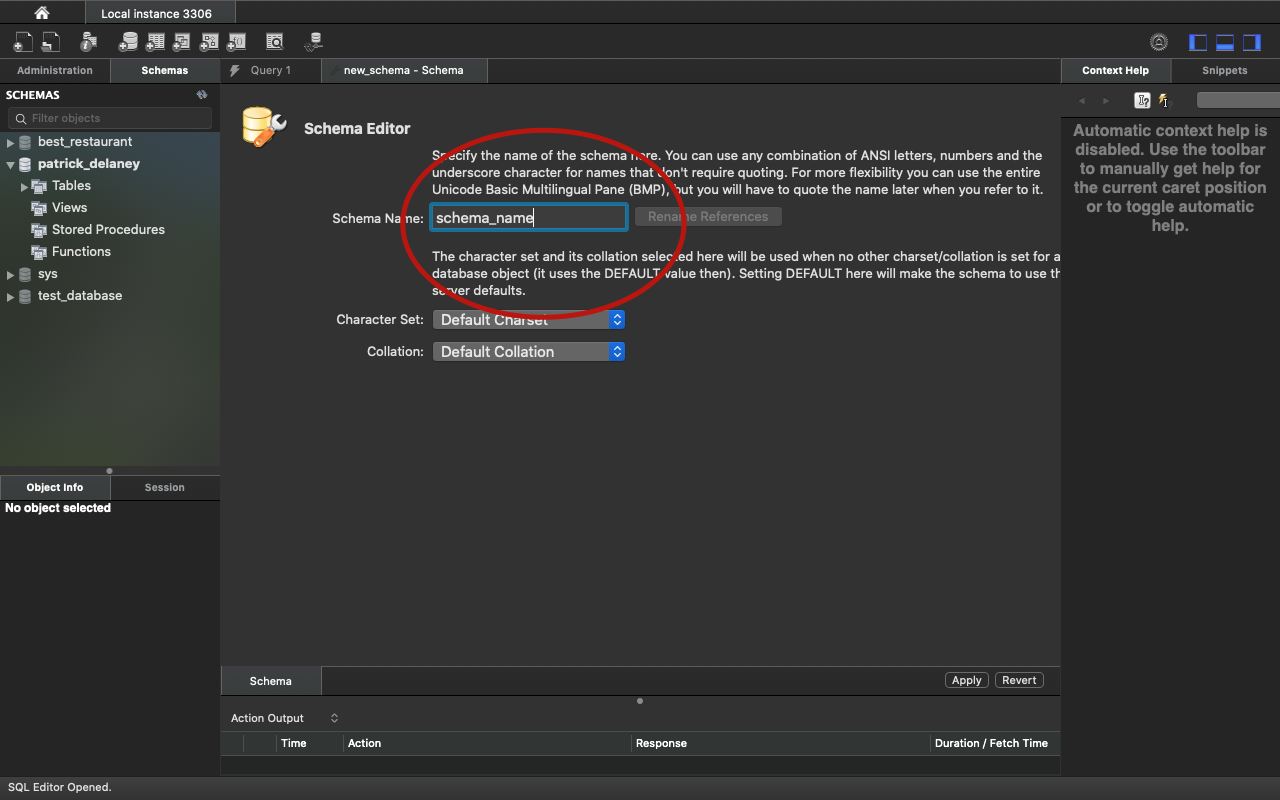 Local instance 3306
Administration
Schemas
Query 1
new_schema - Schema
Context Help
Snippets
SCHEMAS
Filter objects
best_restaurant
patrick_delaney
Tables
Views
Stored Procedures
Functions
sys
test_database
Schema Editor
Specify the name of the schema here. You can use any combination of ANSI letters, numbers and the
underscore character for names that don't require quoting. For more flexibility you can use the entire
Unicode Basic Multilingual Pane (BMP), but you will have to quote the name later when you refer to it.
Schema Name: schema_name Rename References
The character set and its collation selected here will be used when no other charset/collation is set for a
database object (it uses the DEFAULT value then). Setting DEFAULT here will make the schema to use th
server defaults.
Character Set: Default Charset
Collation: Default Collation
Automatic context help is
disabled. Use the toolbar
to manually get help for
the current caret position
or to toggle automatic
help.
Object Info
Session
No object selected
Schema
Apply
Revert
Action Output
Time
Action
Response
Duration / Fetch Time
SQL Editor Opened.